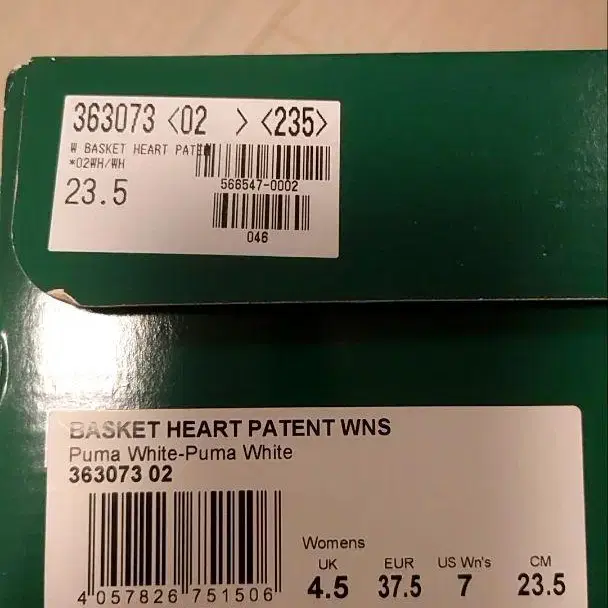 363073 <02 > <235>
W BASKET HEART PATE
*02WH/WH
566547-0002
23.5
046
BASKET HEART PATENT WNS
Puma White-Puma White
363073 02
Womens
UK EUR US Wn's CM
4.5 37.5 7 23.5
4 057826 751506